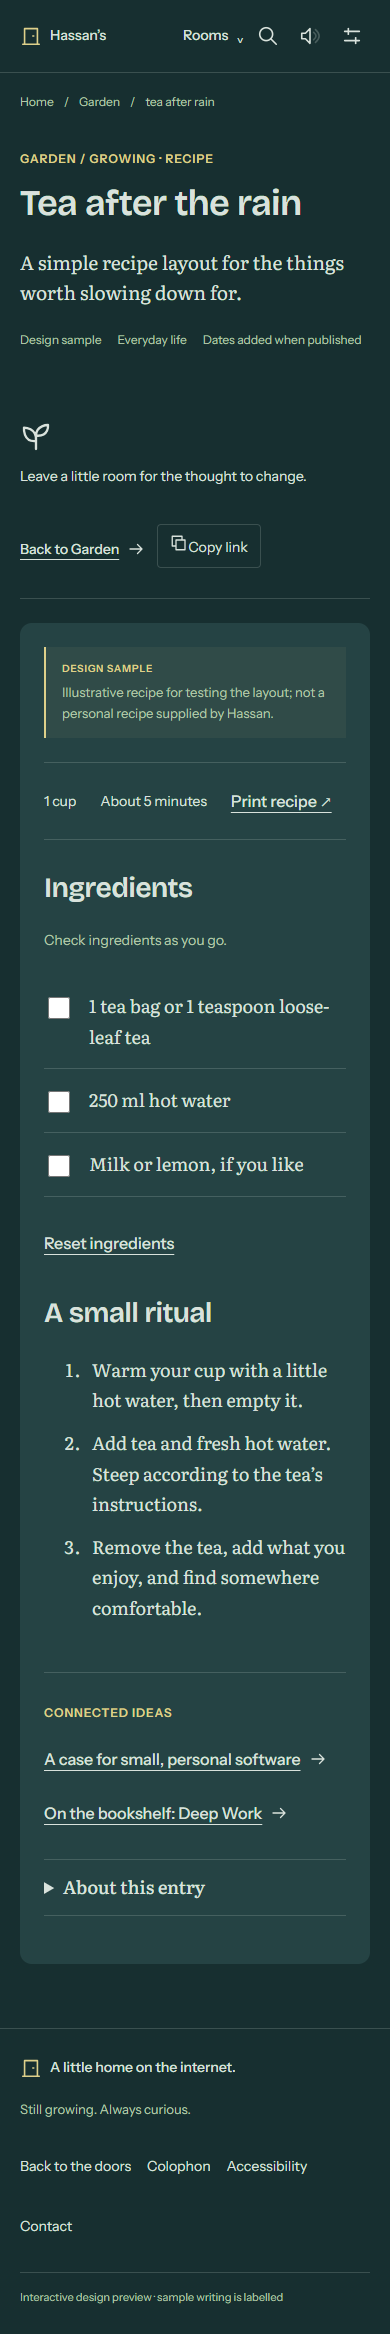 Hassan's
Rooms
Home / Garden / tea after rain
GARDEN / GROWING · RECIPE
Tea after the rain
A simple recipe layout for the things
worth slowing down for.
Design sample Everyday life Dates added when published
Leave a little room for the thought to change.
Back to Garden →
Copy link
DESIGN SAMPLE
Illustrative recipe for testing the layout; not a
personal recipe supplied by Hassan.
1 cup About 5 minutes Print recipe ↗
Ingredients
Check ingredients as you go.
1 tea bag or 1 teaspoon loose-
leaf tea
250 ml hot water
Milk or lemon, if you like
Reset ingredients
A small ritual
1. Warm your cup with a little
hot water, then empty it.
2. Add tea and fresh hot water.
Steep according to the tea’s
instructions.
3. Remove the tea, add what you
enjoy, and find somewhere
comfortable.
CONNECTED IDEAS
A case for small, personal software →
On the bookshelf: Deep Work →
About this entry
A little home on the internet.
Still growing. Always curious.
Back to the doors Colophon Accessibility
Contact
Interactive design preview · sample writing is labelled